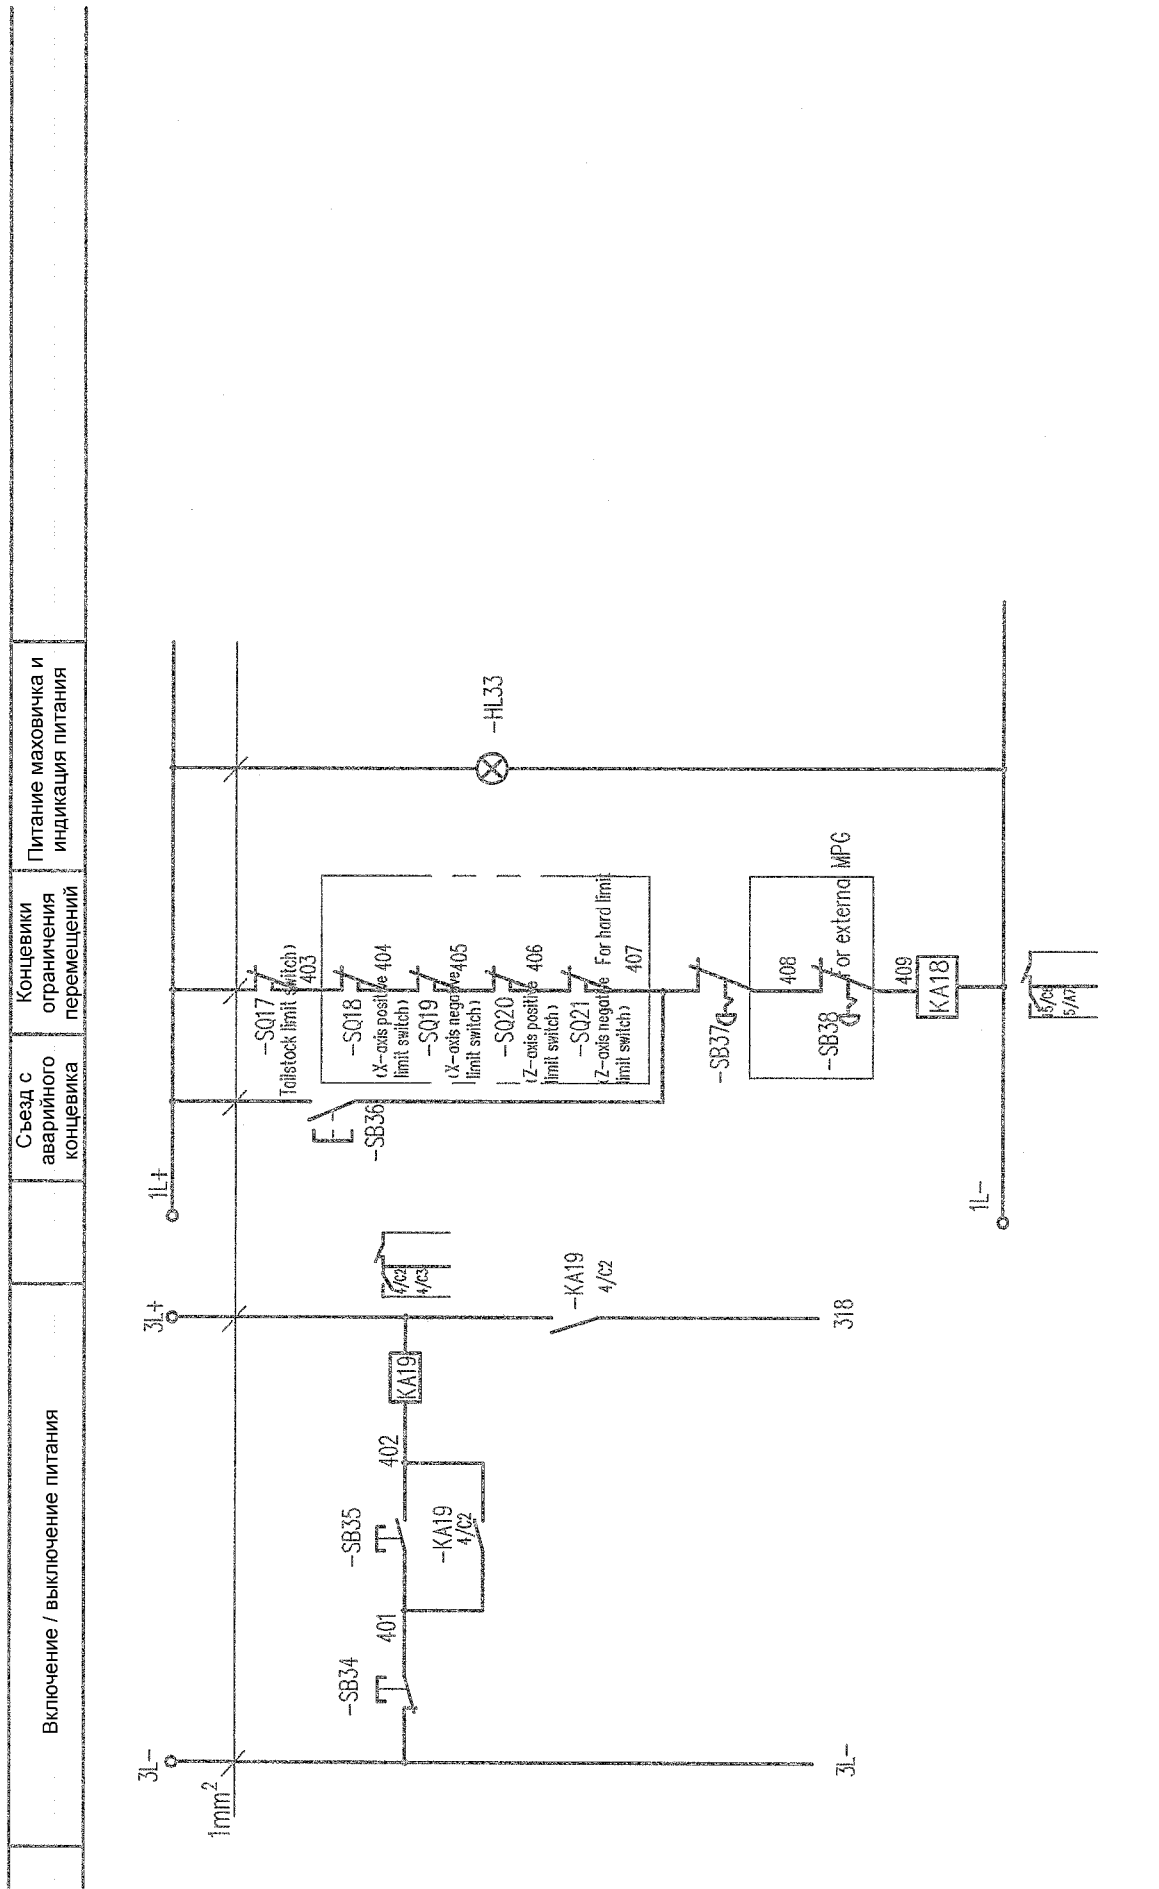 Включение / выключение питания
Съезд с
аварийного
концевика
Концевики
ограничения
перемещений
Питание маховичка и
индикация питания
3L-
3L+
1L+
1mm²
-SB34
401
-SB35
402
KA19
-KA19
4/C2
4/C2
4/C3
-KA19
4/C2
3L-
318
-SB36
-SQ17
Tailstock limit switch)
403
-SQ18
(X-axis positive
limit switch)
404
-SQ19
(X-axis negative
limit switch)
405
-SQ20
(Z-axis positive
limit switch)
406
-SQ21
(Z-axis negative
limit switch)
For hard limit
407
-SB37
408
-SB38
For external MPG
409
KA18
-HL33
1L-
5/A7